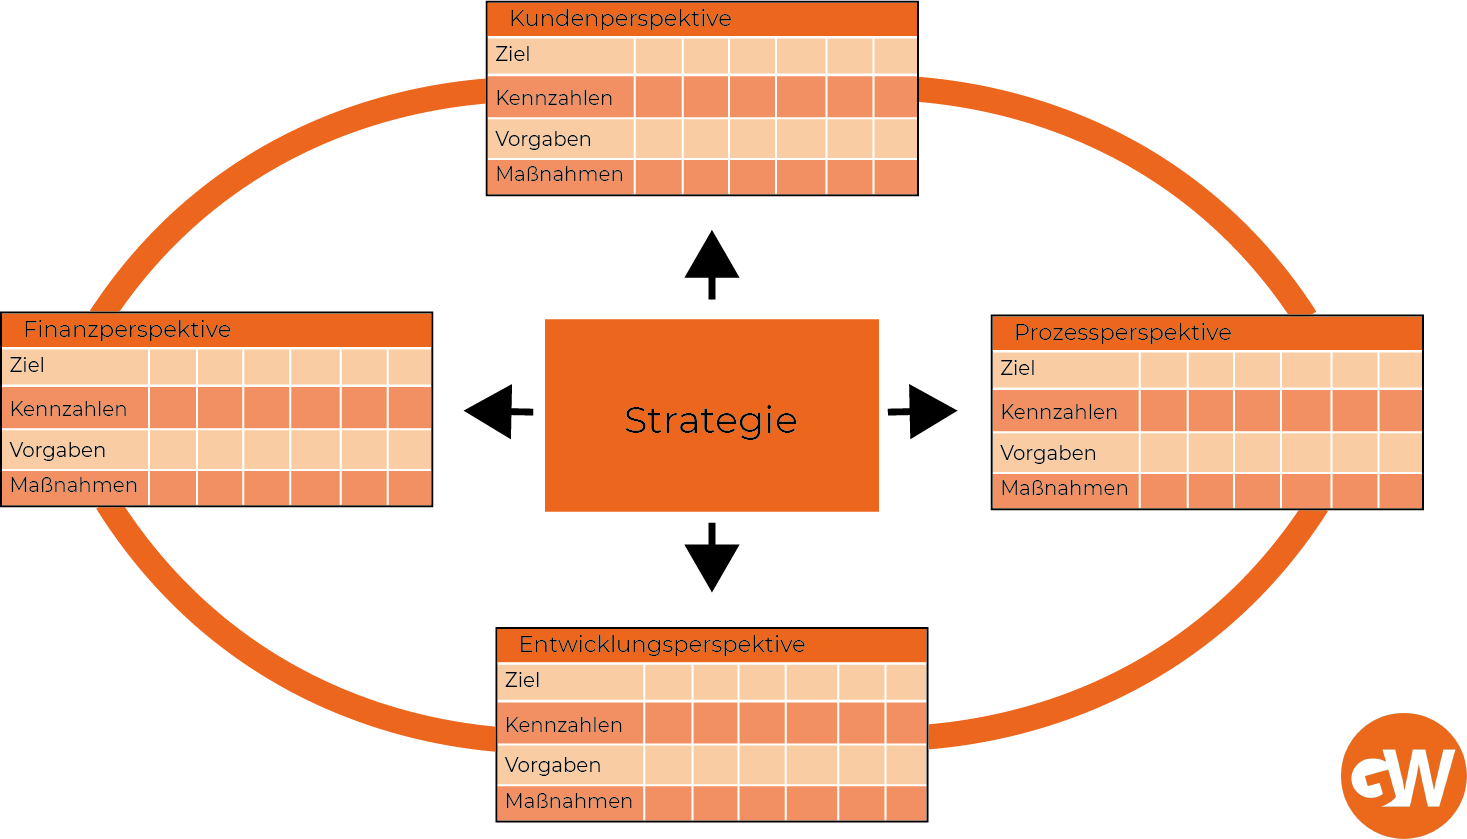 Kundenperspektive
Ziel
Kennzahlen
Vorgaben
Maßnahmen
Finanzperspektive
Ziel
Kennzahlen
Vorgaben
Maßnahmen
Strategie
Prozessperspektive
Ziel
Kennzahlen
Vorgaben
Maßnahmen
Entwicklungsperspektive
Ziel
Kennzahlen
Vorgaben
Maßnahmen
GW